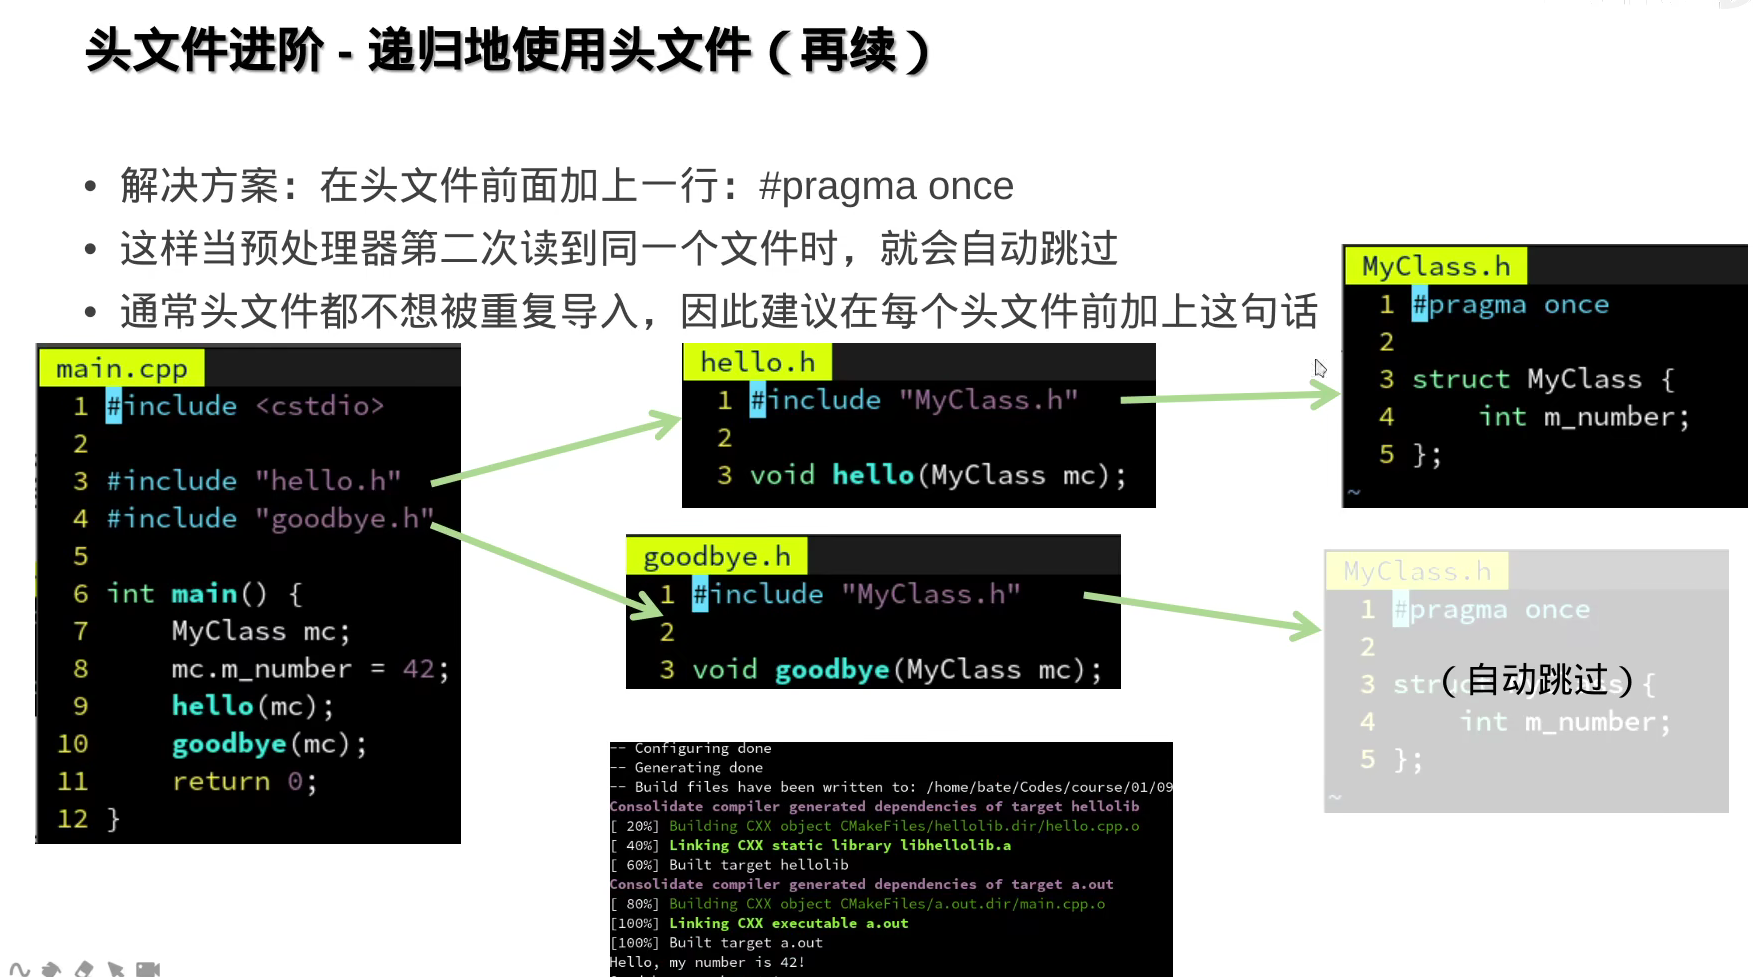 头文件进阶 - 递归地使用头文件（再续）
• 解决方案：在头文件前面加上一行：#pragma once
• 这样当预处理器第二次读到同一个文件时，就会自动跳过
• 通常头文件都不想被重复导入，因此建议在每个头文件前加上这句话
main.cpp
1 #include <cstdio>
2
3 #include "hello.h"
4 #include "goodbye.h"
5
6 int main() {
7     MyClass mc;
8     mc.m_number = 42;
9     hello(mc);
10     goodbye(mc);
11     return 0;
12 }
hello.h
1 #include "MyClass.h"
2
3 void hello(MyClass mc);
MyClass.h
1 #pragma once
2
3 struct MyClass {
4     int m_number;
5 };
~
goodbye.h
1 #include "MyClass.h"
2
3 void goodbye(MyClass mc);
MyClass.h
1 #pragma once
2
3 struct MyClass {
（自动跳过）
4     int m_number;
5 };
~
-- Configuring done
-- Generating done
-- Build files have been written to: /home/bate/Codes/course/01/09
Consolidate compiler generated dependencies of target hellolib
[ 20%] Building CXX object CMakeFiles/hellolib.dir/hello.cpp.o
[ 40%] Linking CXX static library libhellolib.a
[ 60%] Built target hellolib
Consolidate compiler generated dependencies of target a.out
[ 80%] Building CXX object CMakeFiles/a.out.dir/main.cpp.o
[100%] Linking CXX executable a.out
[100%] Built target a.out
Hello, my number is 42!